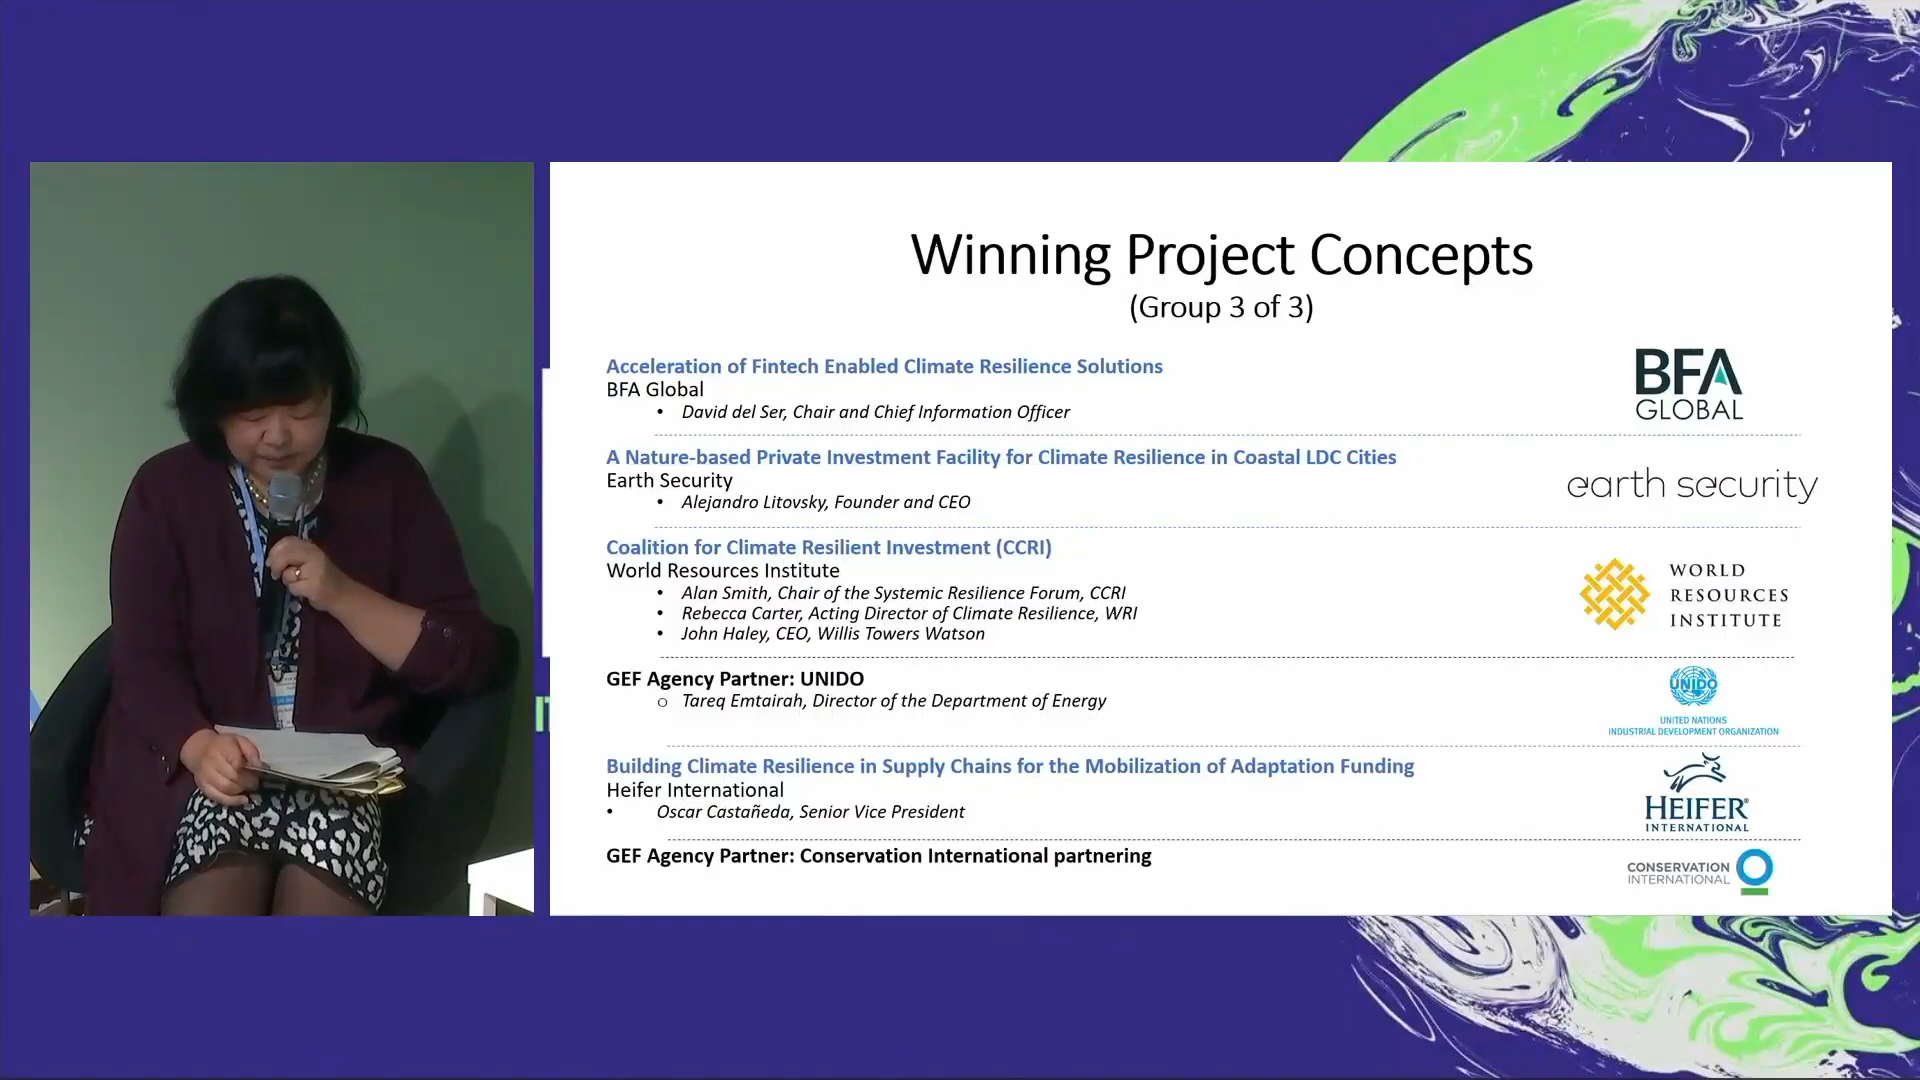 Winning Project Concepts
(Group 3 of 3)
Acceleration of Fintech Enabled Climate Resilience Solutions
BFA Global
• David del Ser, Chair and Chief Information Officer
BFA
GLOBAL
A Nature-based Private Investment Facility for Climate Resilience in Coastal LDC Cities
Earth Security
• Alejandro Litovsky, Founder and CEO
earth security
Coalition for Climate Resilient Investment (CCRI)
World Resources Institute
• Alan Smith, Chair of the Systemic Resilience Forum, CCRI
• Rebecca Carter, Acting Director of Climate Resilience, WRI
• John Haley, CEO, Willis Towers Watson
WORLD
RESOURCES
INSTITUTE
GEF Agency Partner: UNIDO
o Tareq Emtairah, Director of the Department of Energy
UNIDO
UNITED NATIONS
INDUSTRIAL DEVELOPMENT ORGANIZATION
Building Climate Resilience in Supply Chains for the Mobilization of Adaptation Funding
Heifer International
• Oscar Castañeda, Senior Vice President
HEIFER®
INTERNATIONAL
GEF Agency Partner: Conservation International partnering
CONSERVATION
INTERNATIONAL